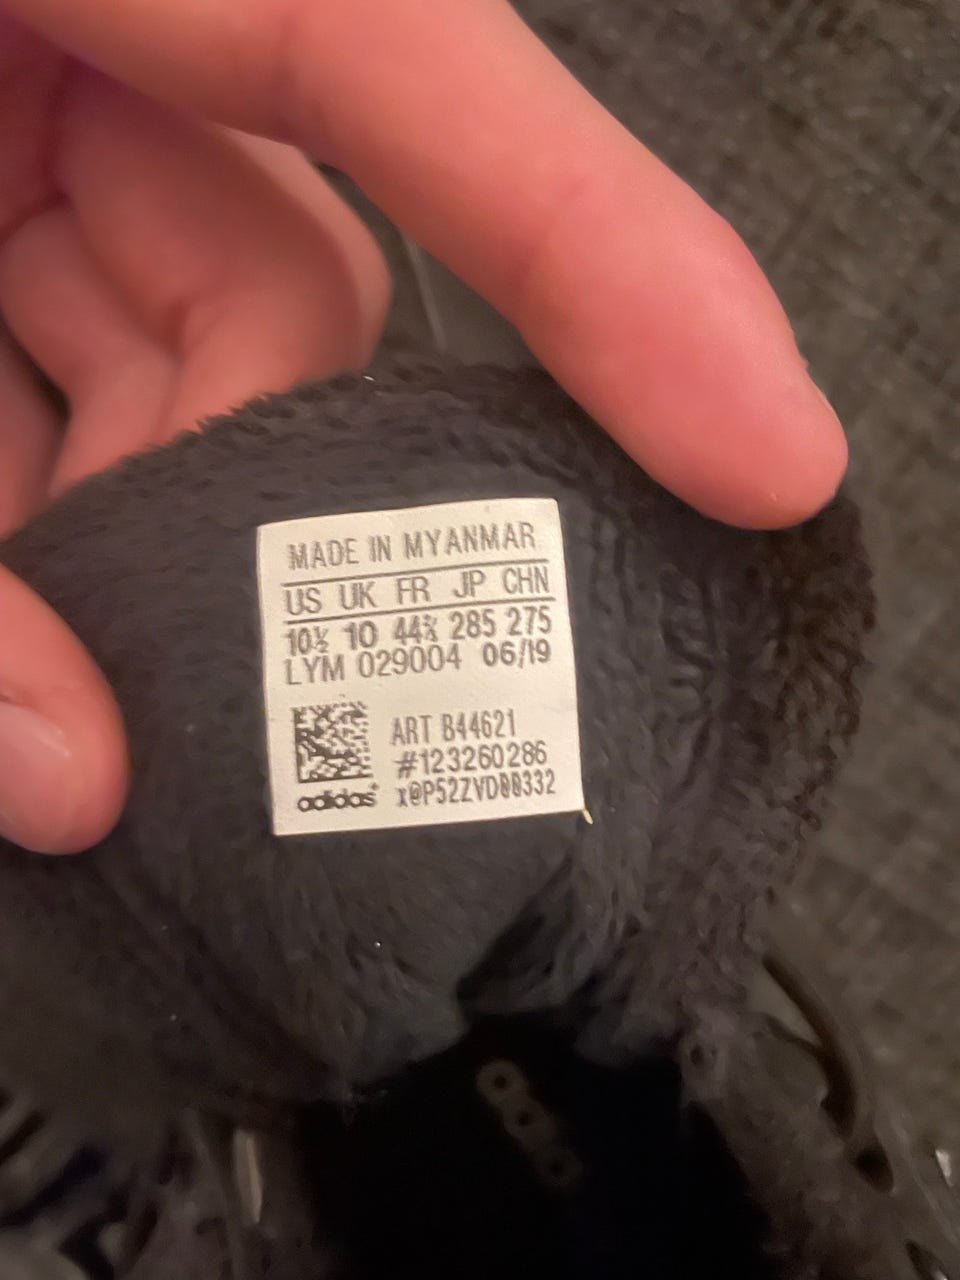 MADE IN MYANMAR
US UK FR JP CHN
10½ 10 44⅔ 285 275
LYM 029004 06/19
ART B44621
#123260286
adidas